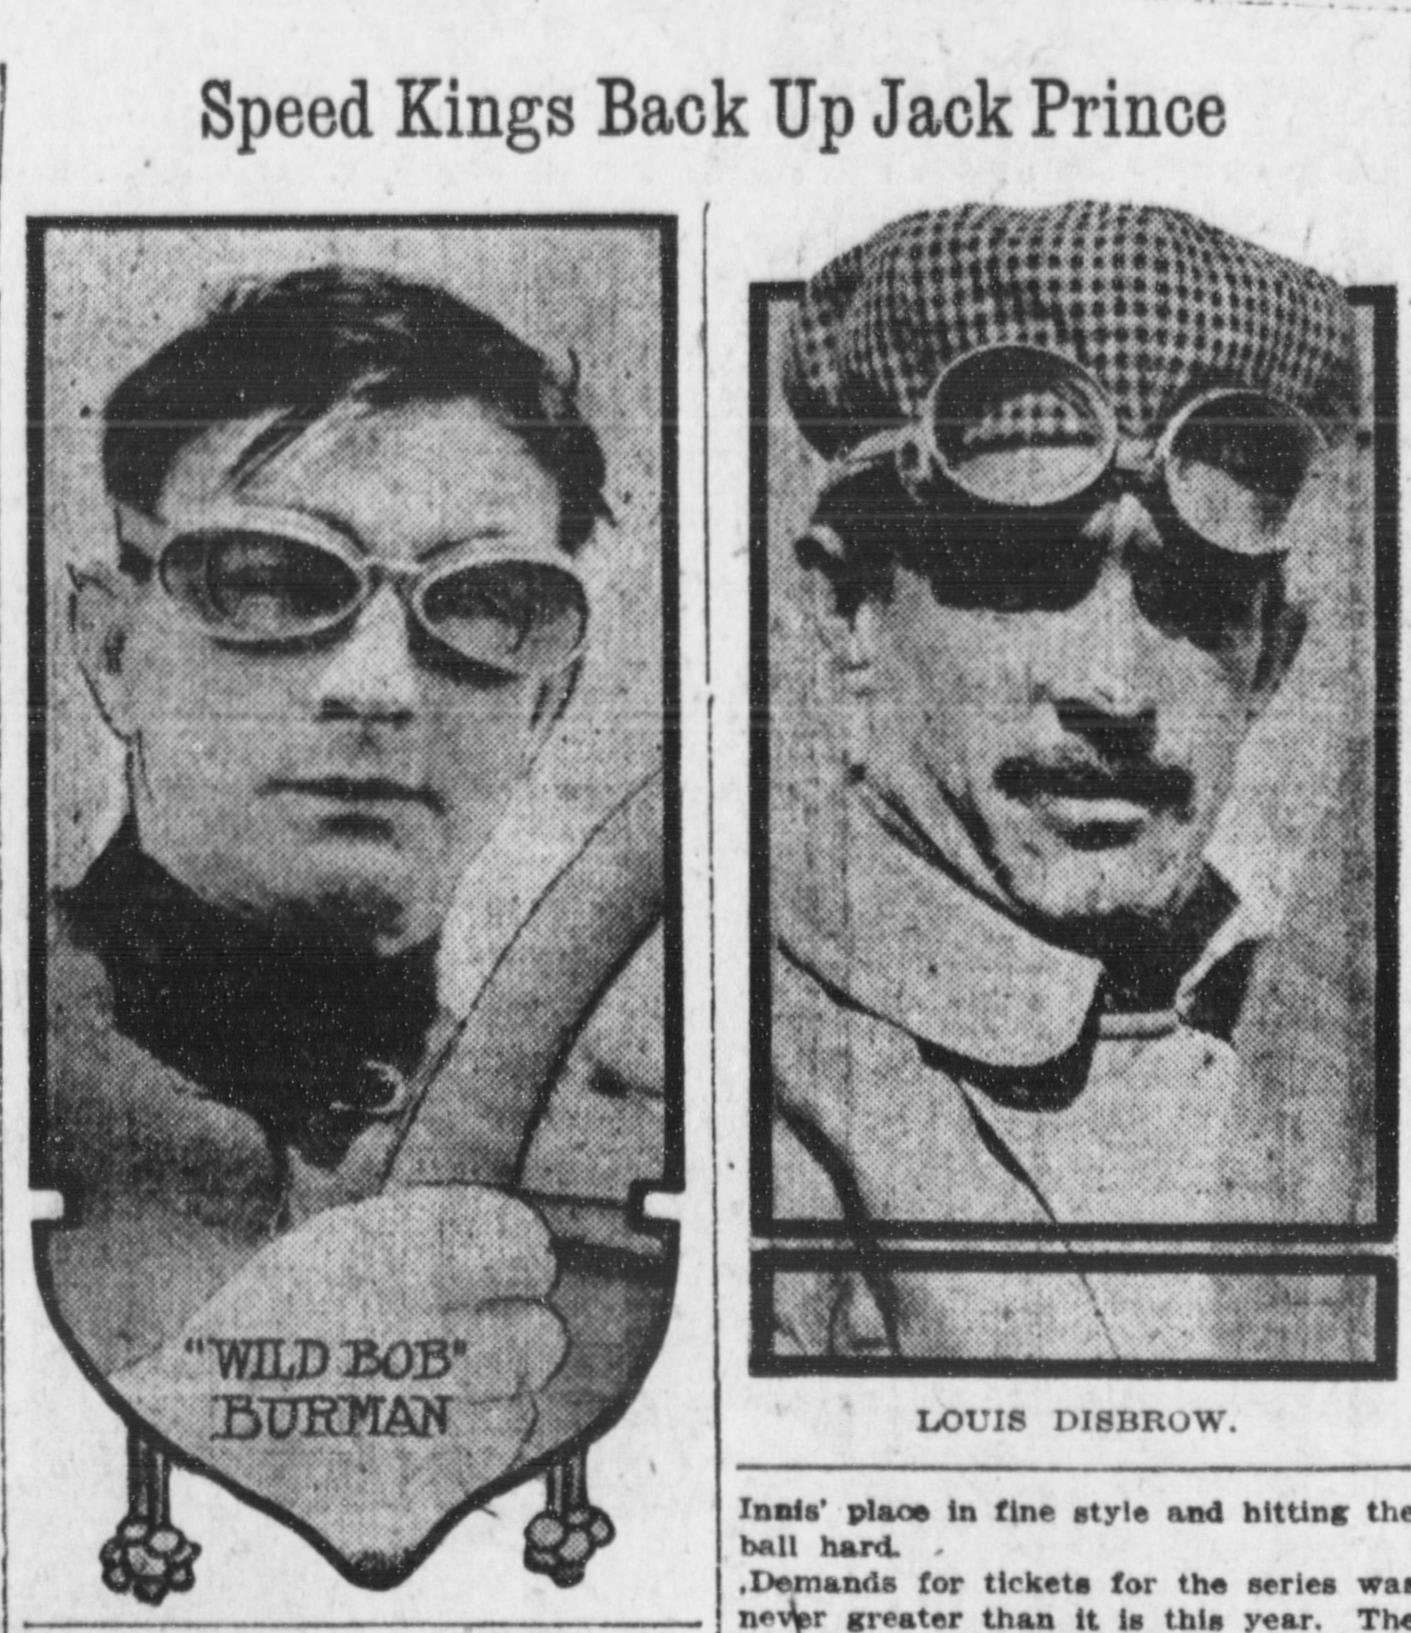 Speed Kings Back Up Jack Prince
"WILD BOB"
BURMAN
LOUIS DISBROW.
Innis' place in fine style and hitting the
ball hard.
Demands for tickets for the series was
never greater than it is this year. The